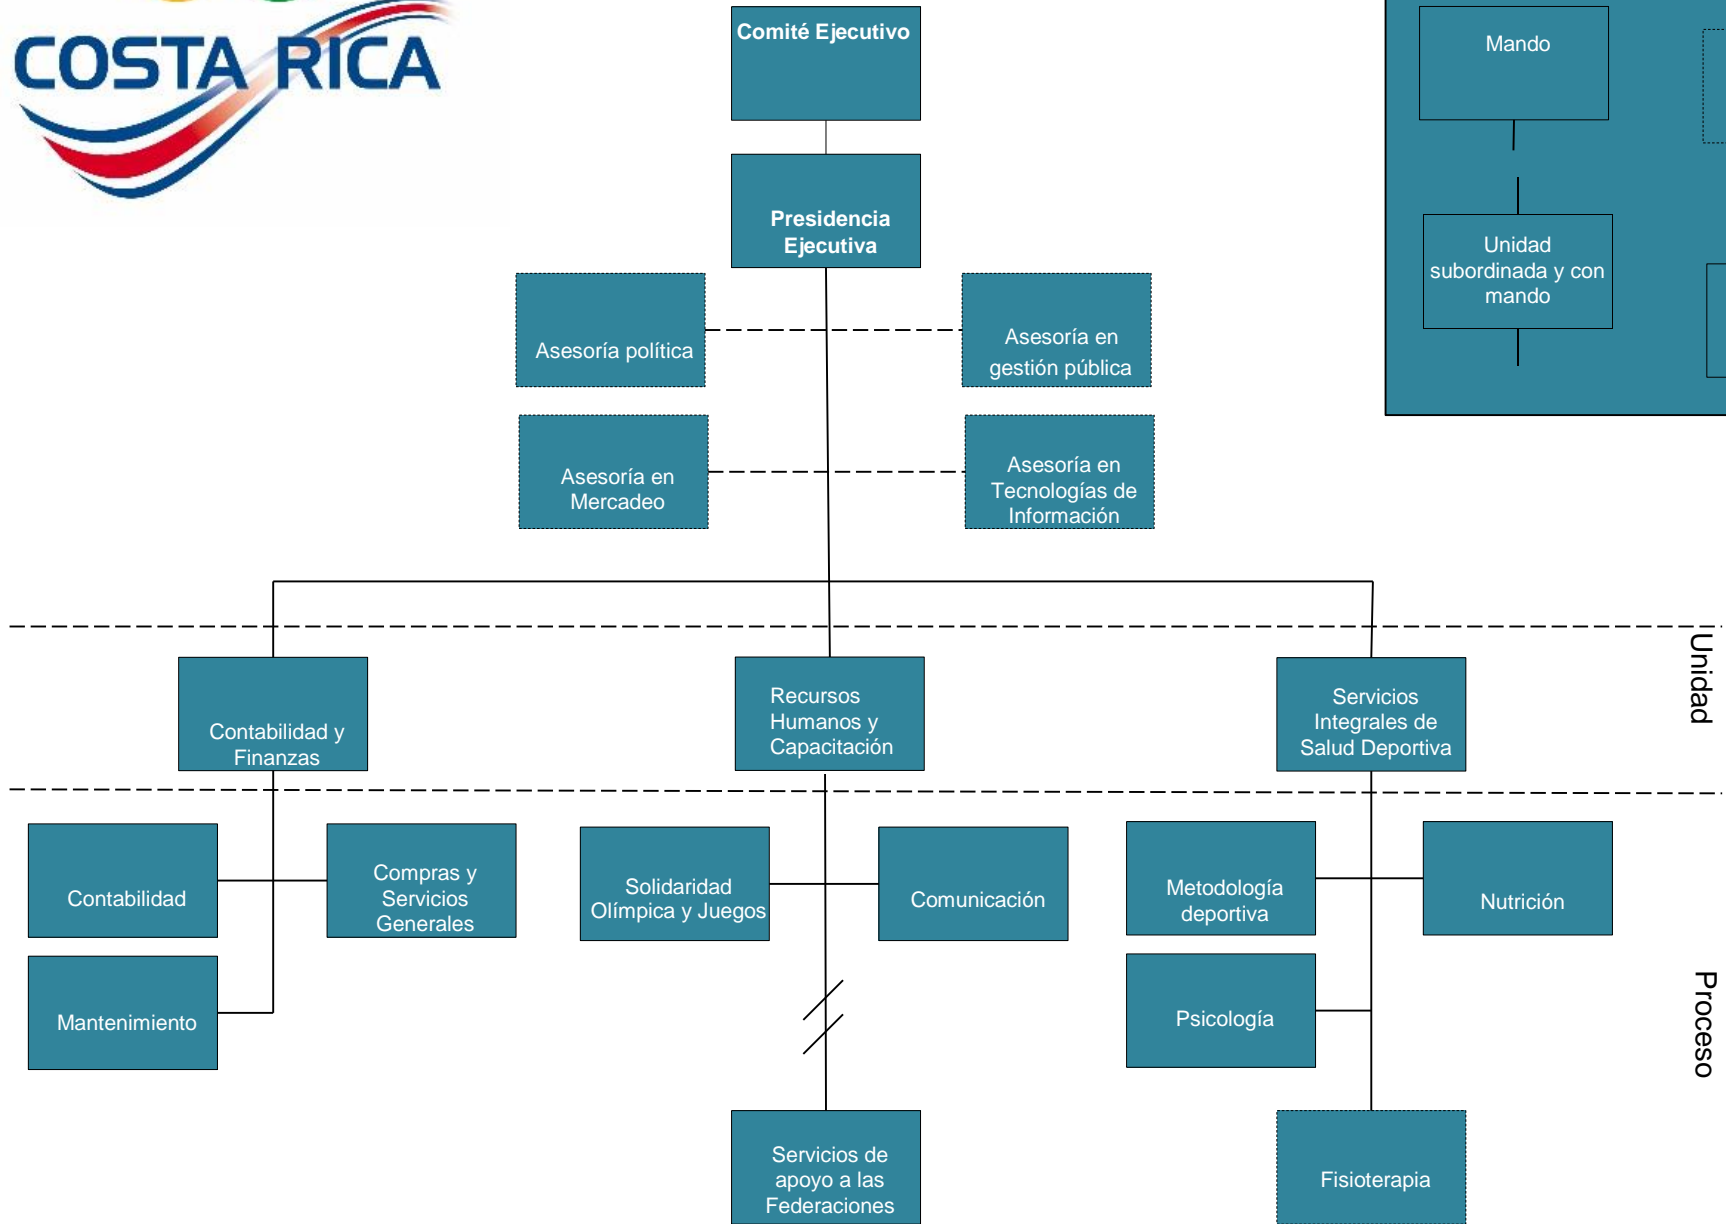 COSTA RICA
Comité Ejecutivo
Mando
Presidencia
Ejecutiva
Unidad
subordinada y con
mando
Asesoría política
Asesoría en
gestión pública
Asesoría en
Mercadeo
Asesoría en
Tecnologías de
Información
Unidad
Contabilidad y
Finanzas
Recursos
Humanos y
Capacitación
Servicios
Integrales de
Salud Deportiva
Contabilidad
Compras y
Servicios
Generales
Solidaridad
Olímpica y Juegos
Comunicación
Metodología
deportiva
Nutrición
Mantenimiento
Psicología
Proceso
Servicios de
apoyo a las
Federaciones
Fisioterapia